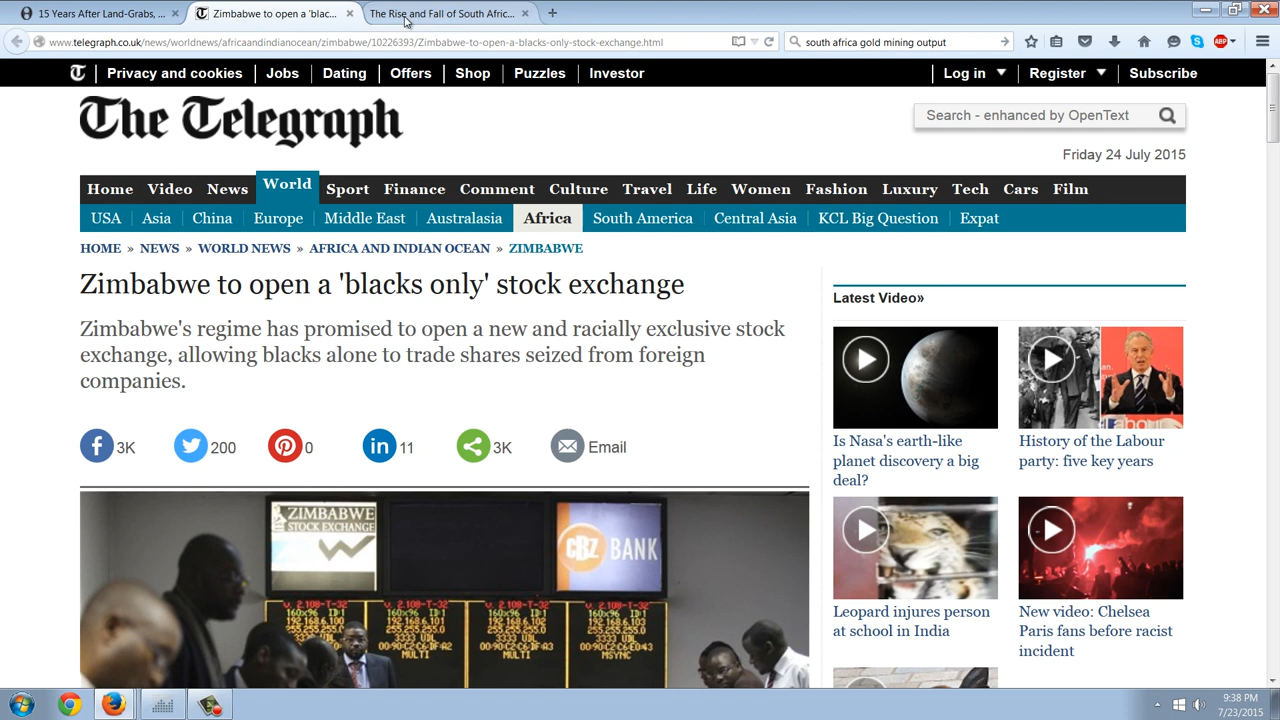 15 Years After Land-Grabs, ...
Zimbabwe to open a 'blac...
The Rise and Fall of South Afric...
www.telegraph.co.uk/news/worldnews/africaandindianocean/zimbabwe/10226393/Zimbabwe-to-open-a-blacks-only-stock-exchange.html
south africa gold mining output
ABP
Privacy and cookies
Jobs
Dating
Offers
Shop
Puzzles
Investor
Log in
Register
Subscribe
The Telegraph
Search - enhanced by OpenText
Friday 24 July 2015
Home Video News World Sport Finance Comment Culture Travel Life Women Fashion Luxury Tech Cars Film
USA Asia China Europe Middle East Australasia Africa South America Central Asia KCL Big Question Expat
HOME » NEWS » WORLD NEWS » AFRICA AND INDIAN OCEAN » ZIMBABWE
Zimbabwe to open a 'blacks only' stock exchange
Zimbabwe's regime has promised to open a new and racially exclusive stock
exchange, allowing blacks alone to trade shares seized from foreign
companies.
3K
200
0
11
3K
Email
ZIMBABWE
STOCK EXCHANGE
CBZ BANK
Latest Video»
Is Nasa's earth-like
planet discovery a big
deal?
History of the Labour
party: five key years
Leopard injures person
at school in India
New video: Chelsea
Paris fans before racist
incident
9:38 PM
7/23/2015